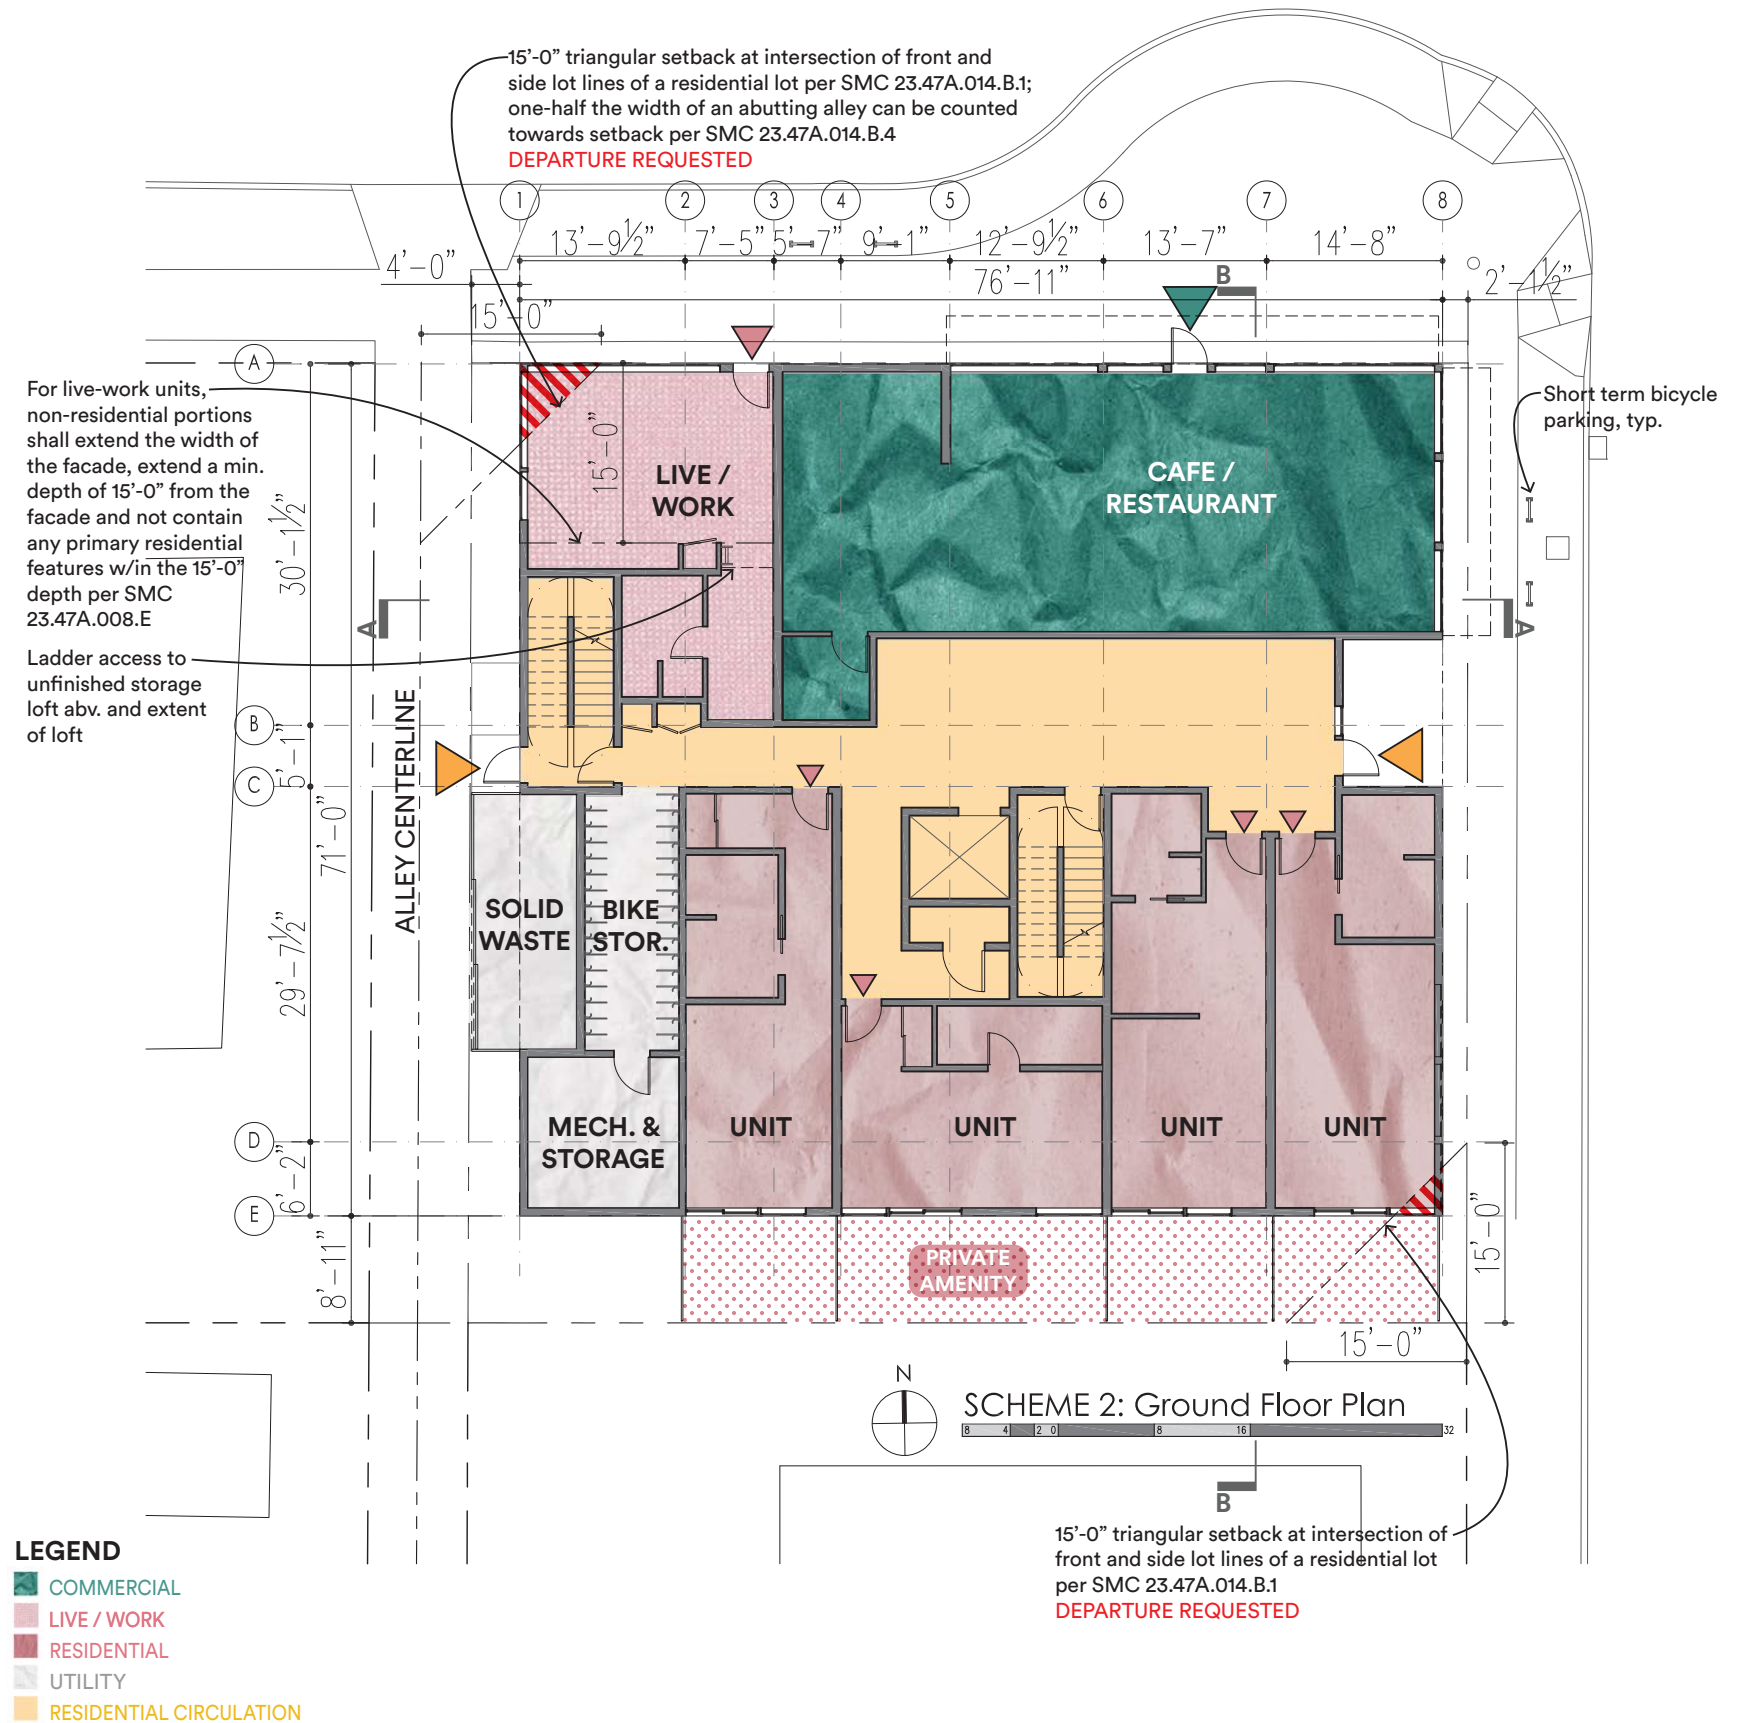 15’-0” triangular setback at intersection of front and
side lot lines of a residential lot per SMC 23.47A.014.B.1;
one-half the width of an abutting alley can be counted
towards setback per SMC 23.47A.014.B.4
DEPARTURE REQUESTED
1 2 3 4 5 6 7 8
13’-9½” 7’-5” 5’-7” 9’-1” 12’-9½” 13’-7” 14’-8”
4’-0” 76’-11” B 2’-1½”
15’-0”
A
For live-work units,
non-residential portions
shall extend the width of
the facade, extend a min.
depth of 15’-0” from the
facade and not contain
any primary residential
features w/in the 15’-0”
depth per SMC
23.47A.008.E
Short term bicycle
parking, typ.
LIVE /
WORK
15’-0”
CAFE /
RESTAURANT
30’-1½”
A
A
Ladder access to
unfinished storage
loft abv. and extent
of loft
B
5’-1”
C
71’-0”
ALLEY CENTERLINE
29’-7½”
SOLID
WASTE
BIKE
STOR.
MECH. &
STORAGE
UNIT
UNIT
UNIT
UNIT
D
6’-2”
E
8’-11”
PRIVATE
AMENITY
15’-0”
15’-0”
N
SCHEME 2: Ground Floor Plan
8 4 2 0 8 16 32
B
15’-0” triangular setback at intersection of
front and side lot lines of a residential lot
per SMC 23.47A.014.B.1
DEPARTURE REQUESTED
LEGEND
COMMERCIAL
LIVE / WORK
RESIDENTIAL
UTILITY
RESIDENTIAL CIRCULATION